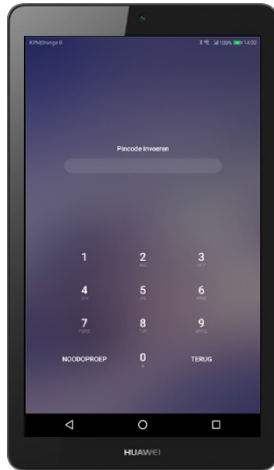 KPN|Orange B
100% 14:02
Pincode invoeren
1 2 3
ABC DEF
4 5 6
GHI JKL MNO
7 8 9
PQRS TUV WXYZ
NOODOPROEP 0 TERUG
+
HUAWEI